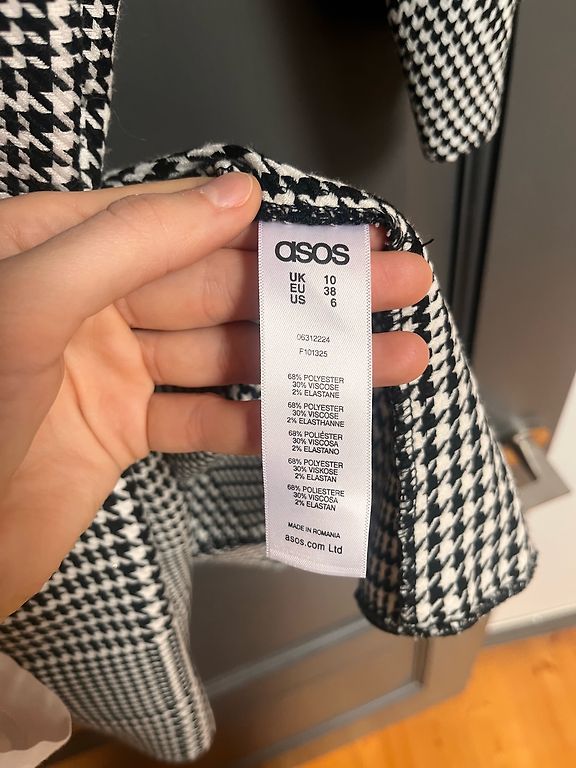 asos
UK 10
EU 38
US 6
06312224
F101325
68% POLYESTER
30% VISCOSE
2% ELASTANE
68% POLYESTER
30% VISCOSE
2% ELASTHANNE
68% POLIÉSTER
30% VISCOSA
2% ELASTANO
68% POLYESTER
30% VISKOSE
2% ELASTAN
68% POLIESTERE
30% VISCOSA
2% ELASTAN
MADE IN ROMANIA
asos.com Ltd